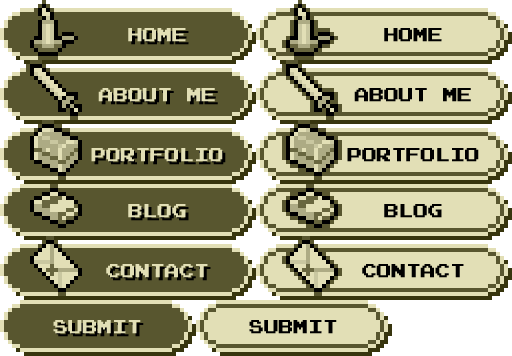 HOME HOME
ABOUT ME ABOUT ME
PORTFOLIO PORTFOLIO
BLOG BLOG
CONTACT CONTACT
SUBMIT SUBMIT